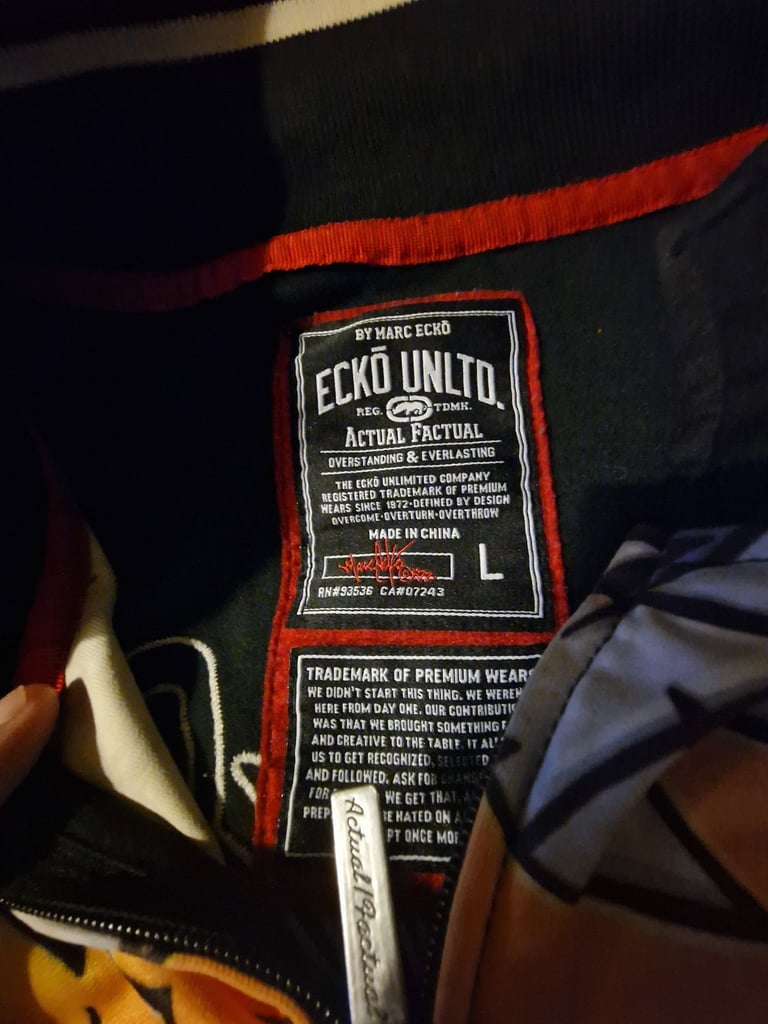 BY MARC ECKŌ
ECKŌ UNLTD.
REG. TDMK.
ACTUAL FACTUAL
OVERSTANDING & EVERLASTING
THE ECKŌ UNLIMITED COMPANY
REGISTERED TRADEMARK OF PREMIUM
WEARS SINCE 1972·DEFINED BY DESIGN
OVERCOME·OVERTURN·OVERTHROW
MADE IN CHINA
L
RN#93536 CA#07243
TRADEMARK OF PREMIUM WEARS
WE DIDN'T START THIS THING. WE WEREN
HERE FROM DAY ONE. OUR CONTRIBUTIO
WAS THAT WE BROUGHT SOMETHING
AND CREATIVE TO THE TABLE. IT
US TO GET RECOGNIZED, SELECTED
AND FOLLOWED. ASK FOR CHANGE
FOR WE GET THAT.
BE HATED ON
PT ONCE
Actual/Factual